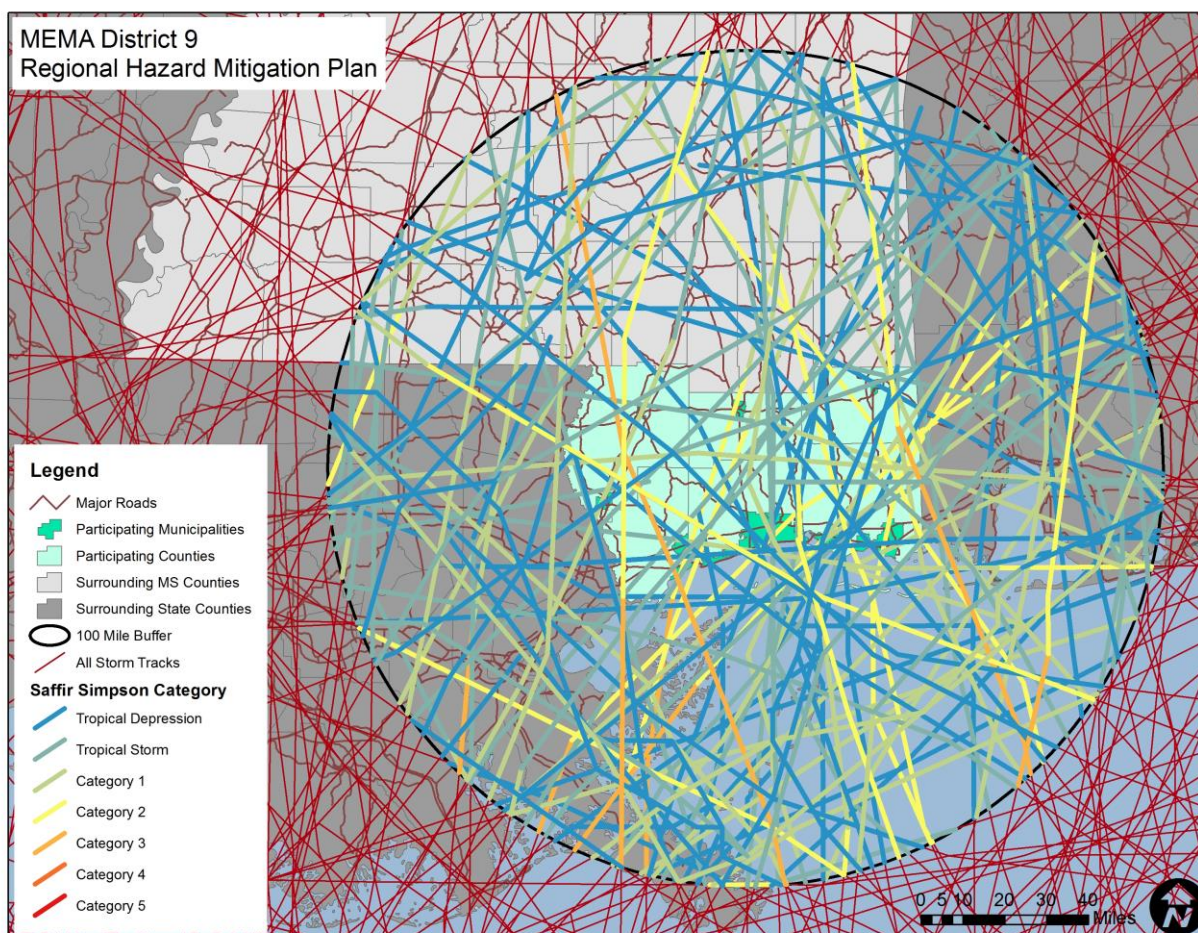 MEMA District 9
Regional Hazard Mitigation Plan
Legend
Major Roads
Participating Municipalities
Participating Counties
Surrounding MS Counties
Surrounding State Counties
100 Mile Buffer
All Storm Tracks
Saffir Simpson Category
Tropical Depression
Tropical Storm
Category 1
Category 2
Category 3
Category 4
Category 5
0 5 10 20 30 40
Miles
N